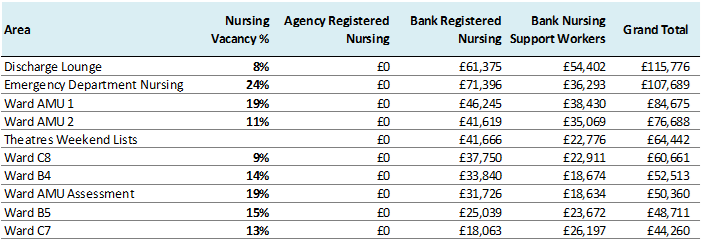 Area Nursing Vacancy % Agency Registered Nursing Bank Registered Nursing Bank Nursing Support Workers Grand Total
Discharge Lounge 8% £0 £61,375 £54,402 £115,776
Emergency Department Nursing 24% £0 £71,396 £36,293 £107,689
Ward AMU 1 19% £0 £46,245 £38,430 £84,675
Ward AMU 2 11% £0 £41,619 £35,069 £76,688
Theatres Weekend Lists £0 £41,666 £22,776 £64,442
Ward C8 9% £0 £37,750 £22,911 £60,661
Ward B4 14% £0 £33,840 £18,674 £52,513
Ward AMU Assessment 19% £0 £31,726 £18,634 £50,360
Ward B5 15% £0 £25,039 £23,672 £48,711
Ward C7 13% £0 £18,063 £26,197 £44,260